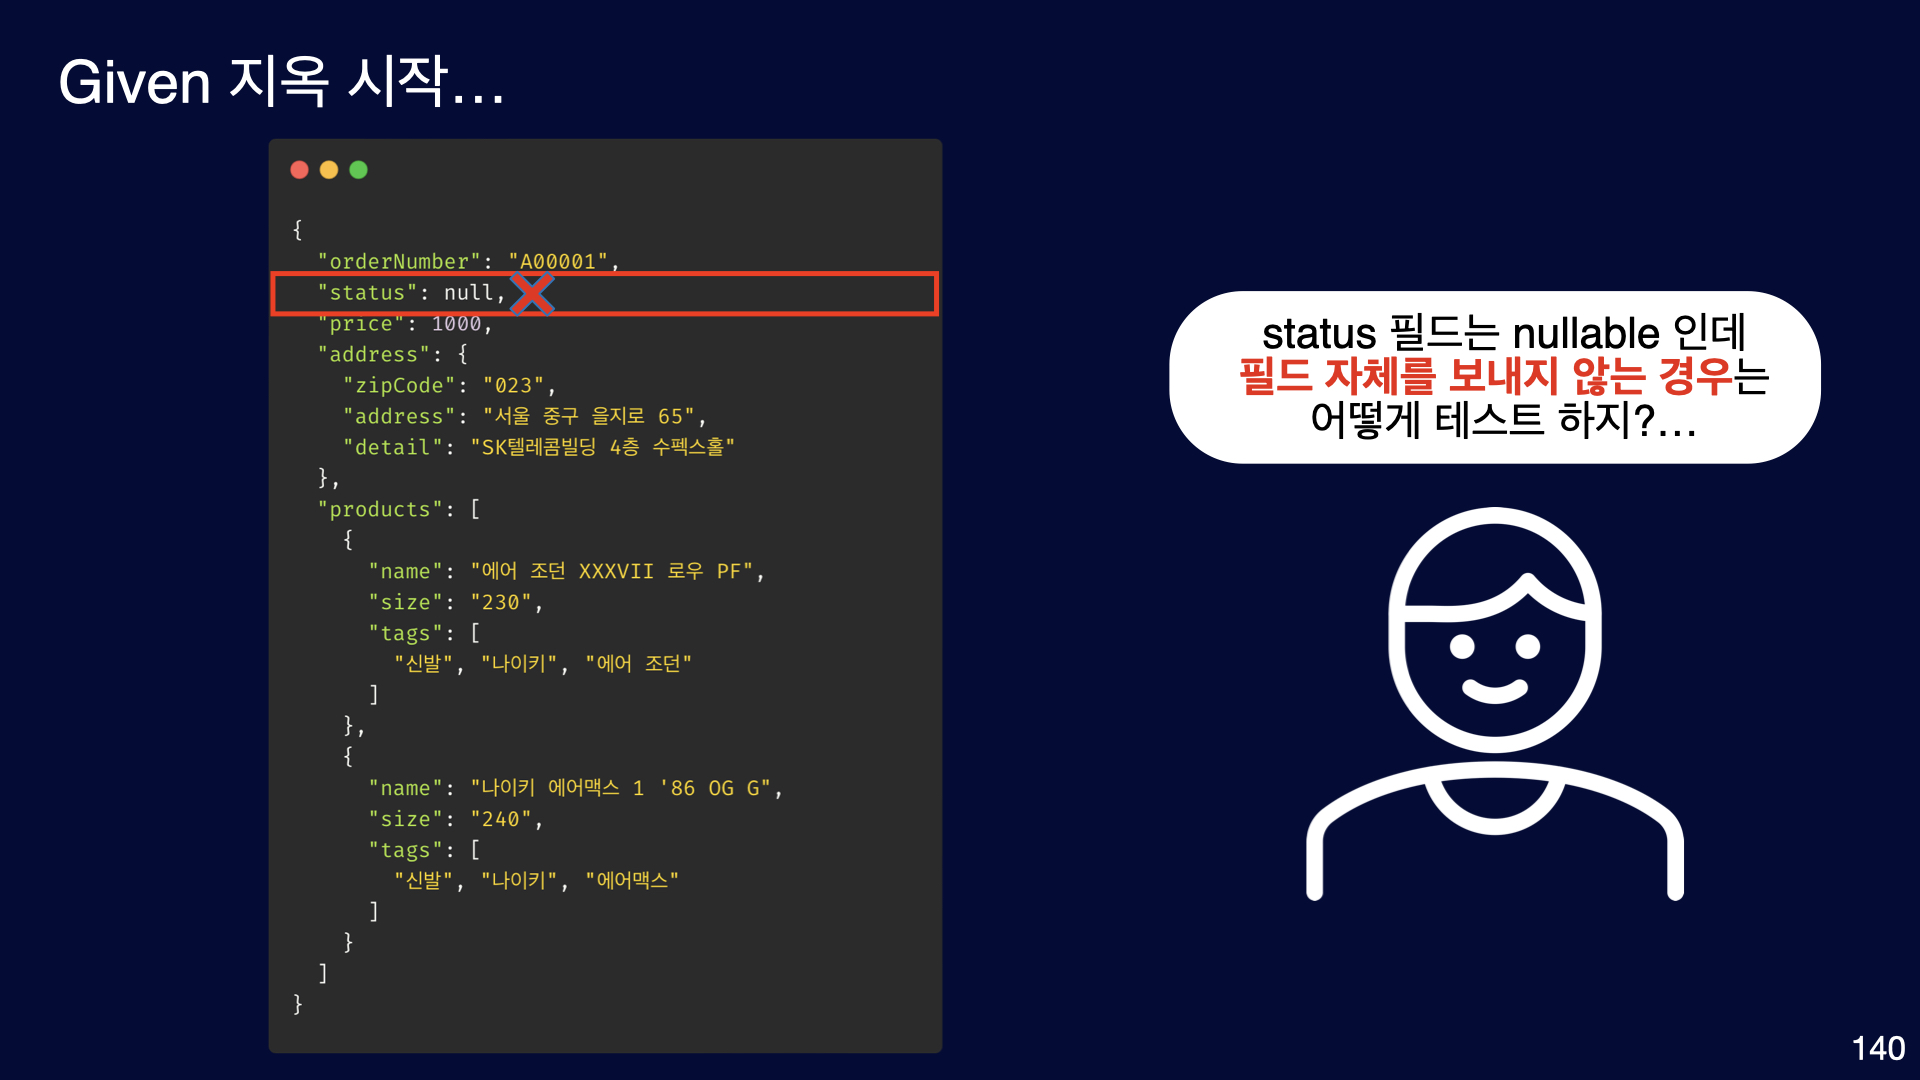 Given 지옥 시작...
{
  "orderNumber": "A00001",
  "status": null,
  "price": 1000,
  "address": {
    "zipCode": "023",
    "address": "서울 중구 을지로 65",
    "detail": "SK텔레콤빌딩 4층 수펙스홀"
  },
  "products": [
    {
      "name": "에어 조던 XXXVII 로우 PF",
      "size": "230",
      "tags": [
        "신발", "나이키", "에어 조던"
      ]
    },
    {
      "name": "나이키 에어맥스 1 '86 OG G",
      "size": "240",
      "tags": [
        "신발", "나이키", "에어맥스"
      ]
    }
  ]
}
status 필드는 nullable 인데
필드 자체를 보내지 않는 경우는
어떻게 테스트 하지?...
140